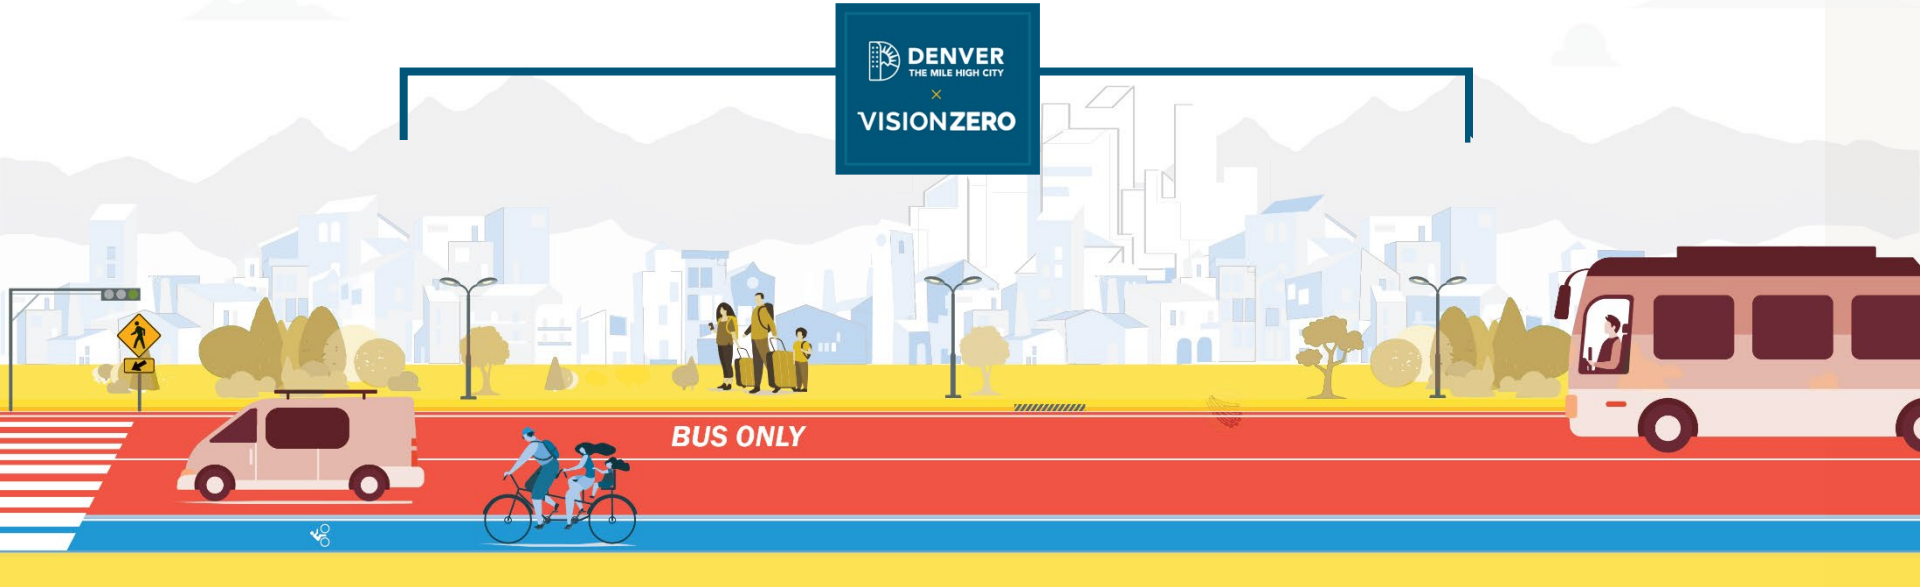 DENVER
THE MILE HIGH CITY
×
VISIONZERO
BUS ONLY